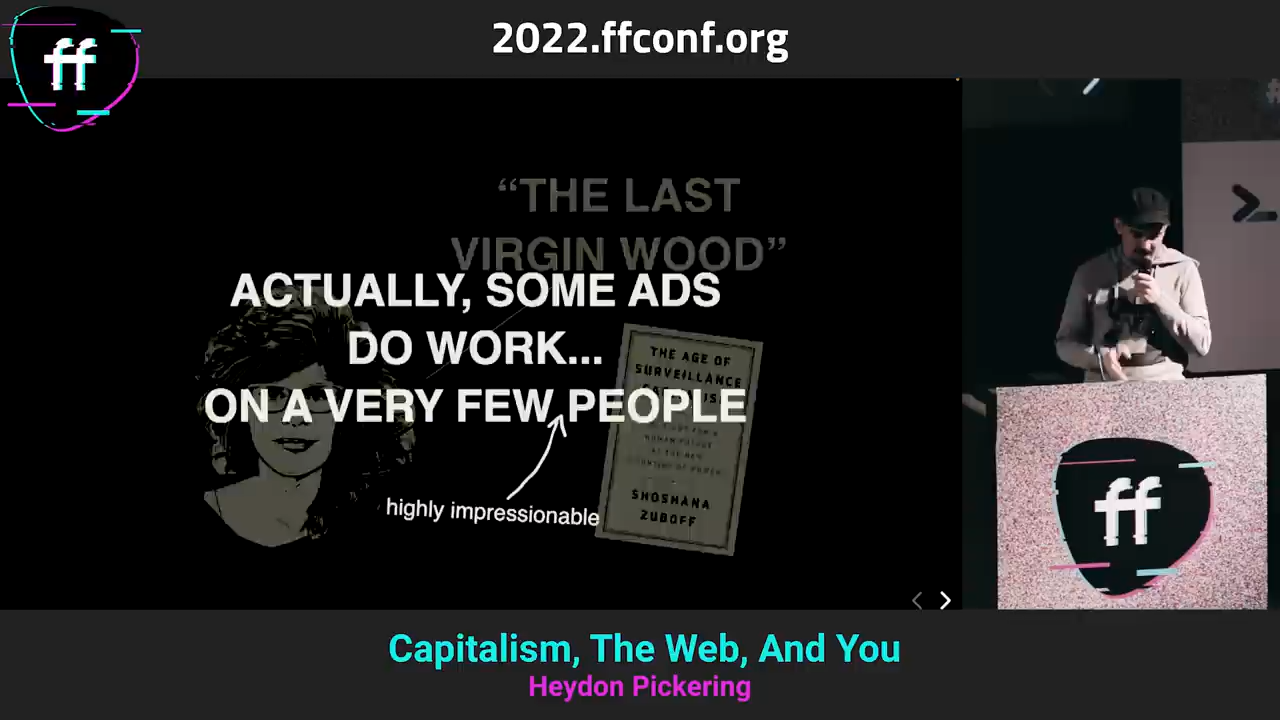 2022.ffconf.org
ff
“THE LAST
VIRGIN WOOD”
ACTUALLY, SOME ADS
DO WORK...
ON A VERY FEW PEOPLE
highly impressionable
THE AGE OF
SURVEILLANCE
SHOSHANA
ZUBOFF
ff
Capitalism, The Web, And You
Heydon Pickering